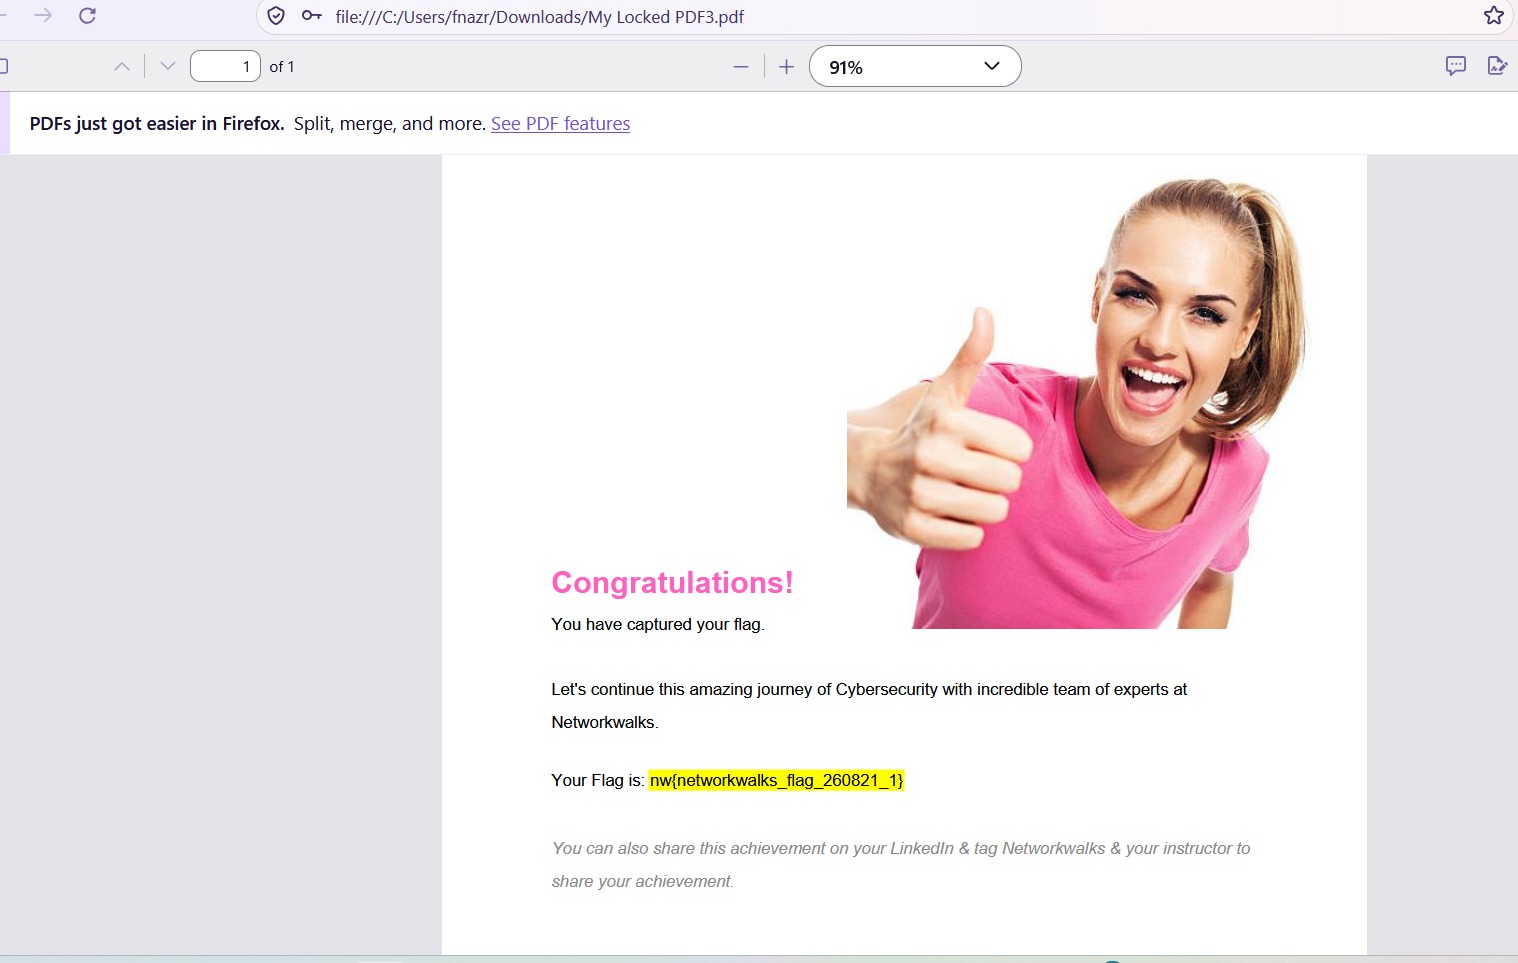 file:///C:/Users/fnazr/Downloads/My Locked PDF3.pdf
1 of 1
91%
PDFs just got easier in Firefox. Split, merge, and more. See PDF features
Congratulations!
You have captured your flag.
Let's continue this amazing journey of Cybersecurity with incredible team of experts at
Networkwalks.
Your Flag is: nw{networkwalks_flag_260821_1}
You can also share this achievement on your LinkedIn & tag Networkwalks & your instructor to
share your achievement.